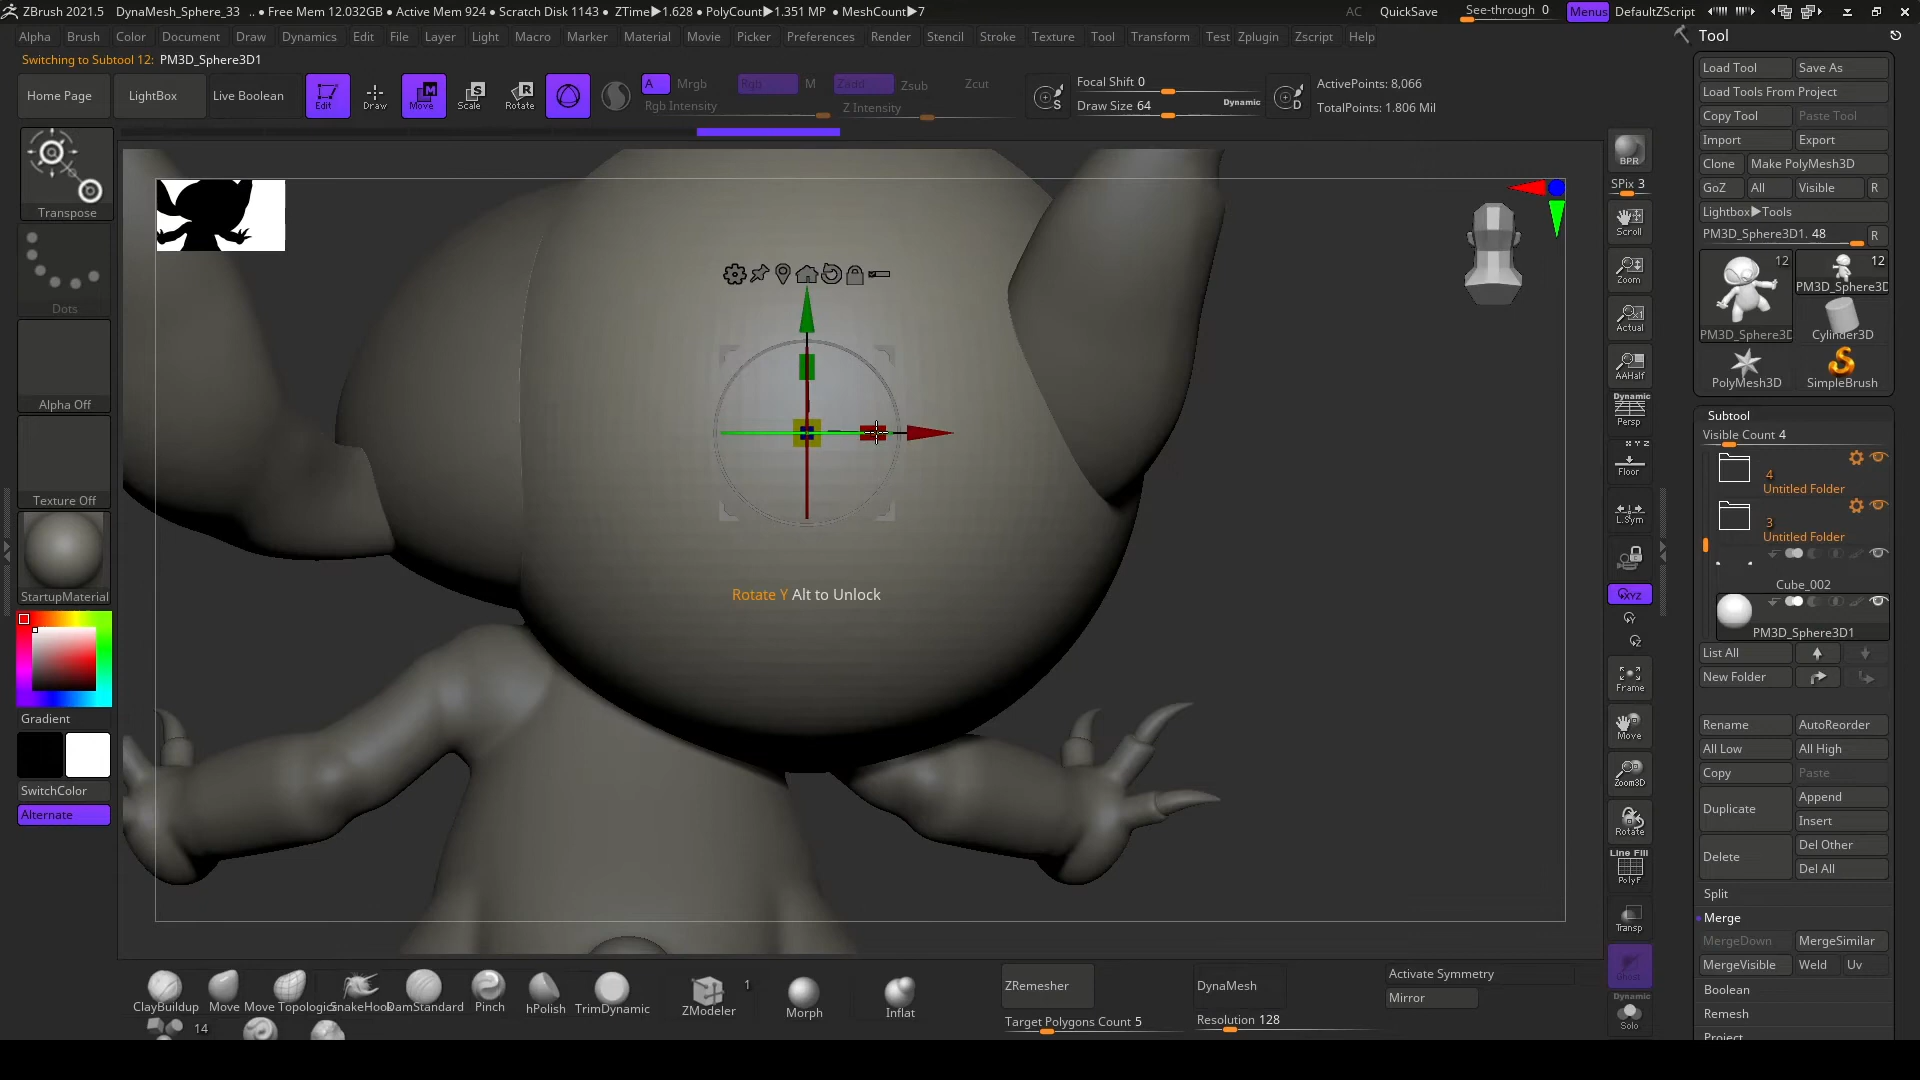 ZBrush 2021.5 DynaMesh_Sphere_33 .. • Free Mem 12.032GB • Active Mem 924 • Scratch Disk 1143 • ZTime▶1.628 • PolyCount▶1.351 MP • MeshCount▶7 AC QuickSave See-through 0 Menus DefaultZScript
Alpha Brush Color Document Draw Dynamics Edit File Layer Light Macro Marker Material Movie Picker Preferences Render Stencil Stroke Texture Tool Transform Test Zplugin Zscript Help
Switching to Subtool 12: PM3D_Sphere3D1
Home Page LightBox Live Boolean Edit Draw Move Scale Rotate
A Mrgb Rgb M Zadd Zsub Zcut
Rgb Intensity Z Intensity
Focal Shift 0
Draw Size 64 Dynamic
ActivePoints: 8,066
TotalPoints: 1.806 Mil
Transpose
Dots
Alpha Off
Texture Off
StartupMaterial
Gradient
SwitchColor
Alternate
Rotate Y Alt to Unlock
BPR
SPix 3
Scroll
Zoom
Actual
AAHalf
Dynamic
Persp
X Y Z
Floor
L.Sym
XYZ
Y
Z
Frame
Move
Zoom3D
Rotate
Line Fill
PolyF
Transp
Ghost
Dynamic
Solo
Tool
Load Tool Save As
Load Tools From Project
Copy Tool Paste Tool
Import Export
Clone Make PolyMesh3D
GoZ All Visible R
Lightbox▶Tools
PM3D_Sphere3D1. 48 R
12 12
PM3D_Sphere3D
PM3D_Sphere3D Cylinder3D
PolyMesh3D SimpleBrush
Subtool
Visible Count 4
4
Untitled Folder
3
Untitled Folder
Cube_002
PM3D_Sphere3D1
List All
New Folder
Rename AutoReorder
All Low All High
Copy Paste
Duplicate Append
Insert
Delete Del Other
Del All
Split
Merge
MergeDown MergeSimilar
MergeVisible Weld Uv
Boolean
Remesh
Project
ClayBuildup Move Move Topologic SnakeHook DamStandard Pinch hPolish TrimDynamic
14
ZModeler 1 Morph Inflat
ZRemesher
Target Polygons Count 5
DynaMesh
Resolution 128
Activate Symmetry
Mirror